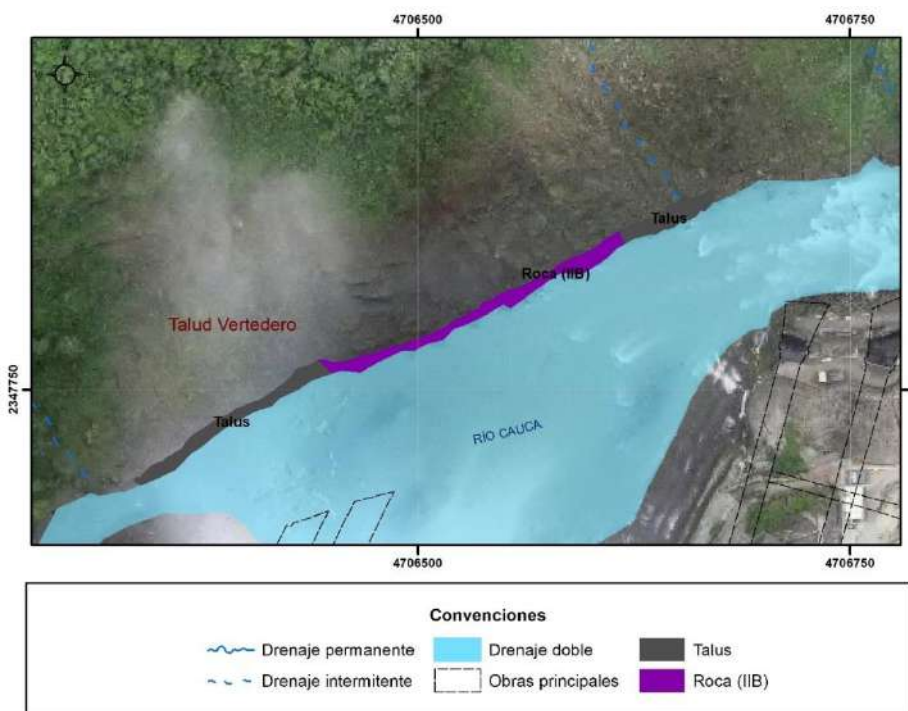 4706500
4706750
Talus
Roca (IIB)
Talud Vertedero
2347750
Talus
RÍO CAUCA
4706500
4706750
Convenciones
Drenaje permanente
Drenaje doble
Talus
Drenaje intermitente
Obras principales
Roca (IIB)